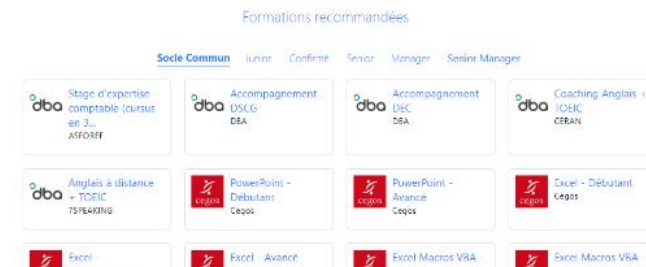 Formations recommandées
Socle Commun Junior Confirmé Senior Manager Senior Manager
dba Stage d'expertise
comptable (cursus
en 3...
ASFOREF
dba Accompagnement
DSCG
DBA
dba Accompagnement
DEC
DBA
dba Coaching Anglais +
TOEIC
CERAN
dba Anglais à distance
+ TOEIC
7SPEAKING
cegos PowerPoint -
Débutant
Cegos
cegos PowerPoint -
Avancé
Cegos
cegos Excel - Débutant
Cegos
Excel -
Excel - Avancé
Excel Macros VBA -
Excel Macros VBA -